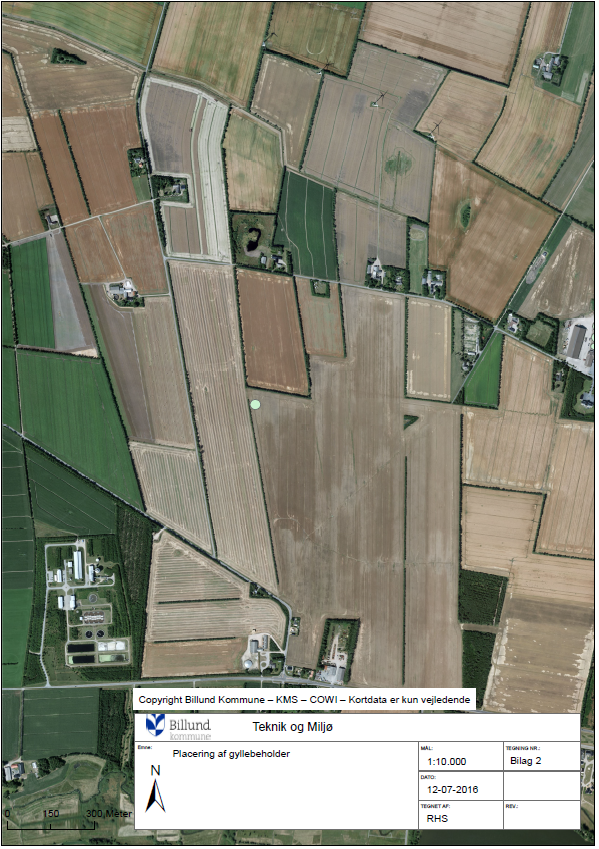 Copyright Billund Kommune – KMS – COWI – Kortdata er kun vejledende
Billund
kommune
Teknik og Miljø
Emne:
Placering af gyllebeholder
N
MÅL:
1:10.000
TEGNING NR.:
Bilag 2
DATO:
12-07-2016
TEGNET AF:
RHS
REV.:
0 150 300 Meter